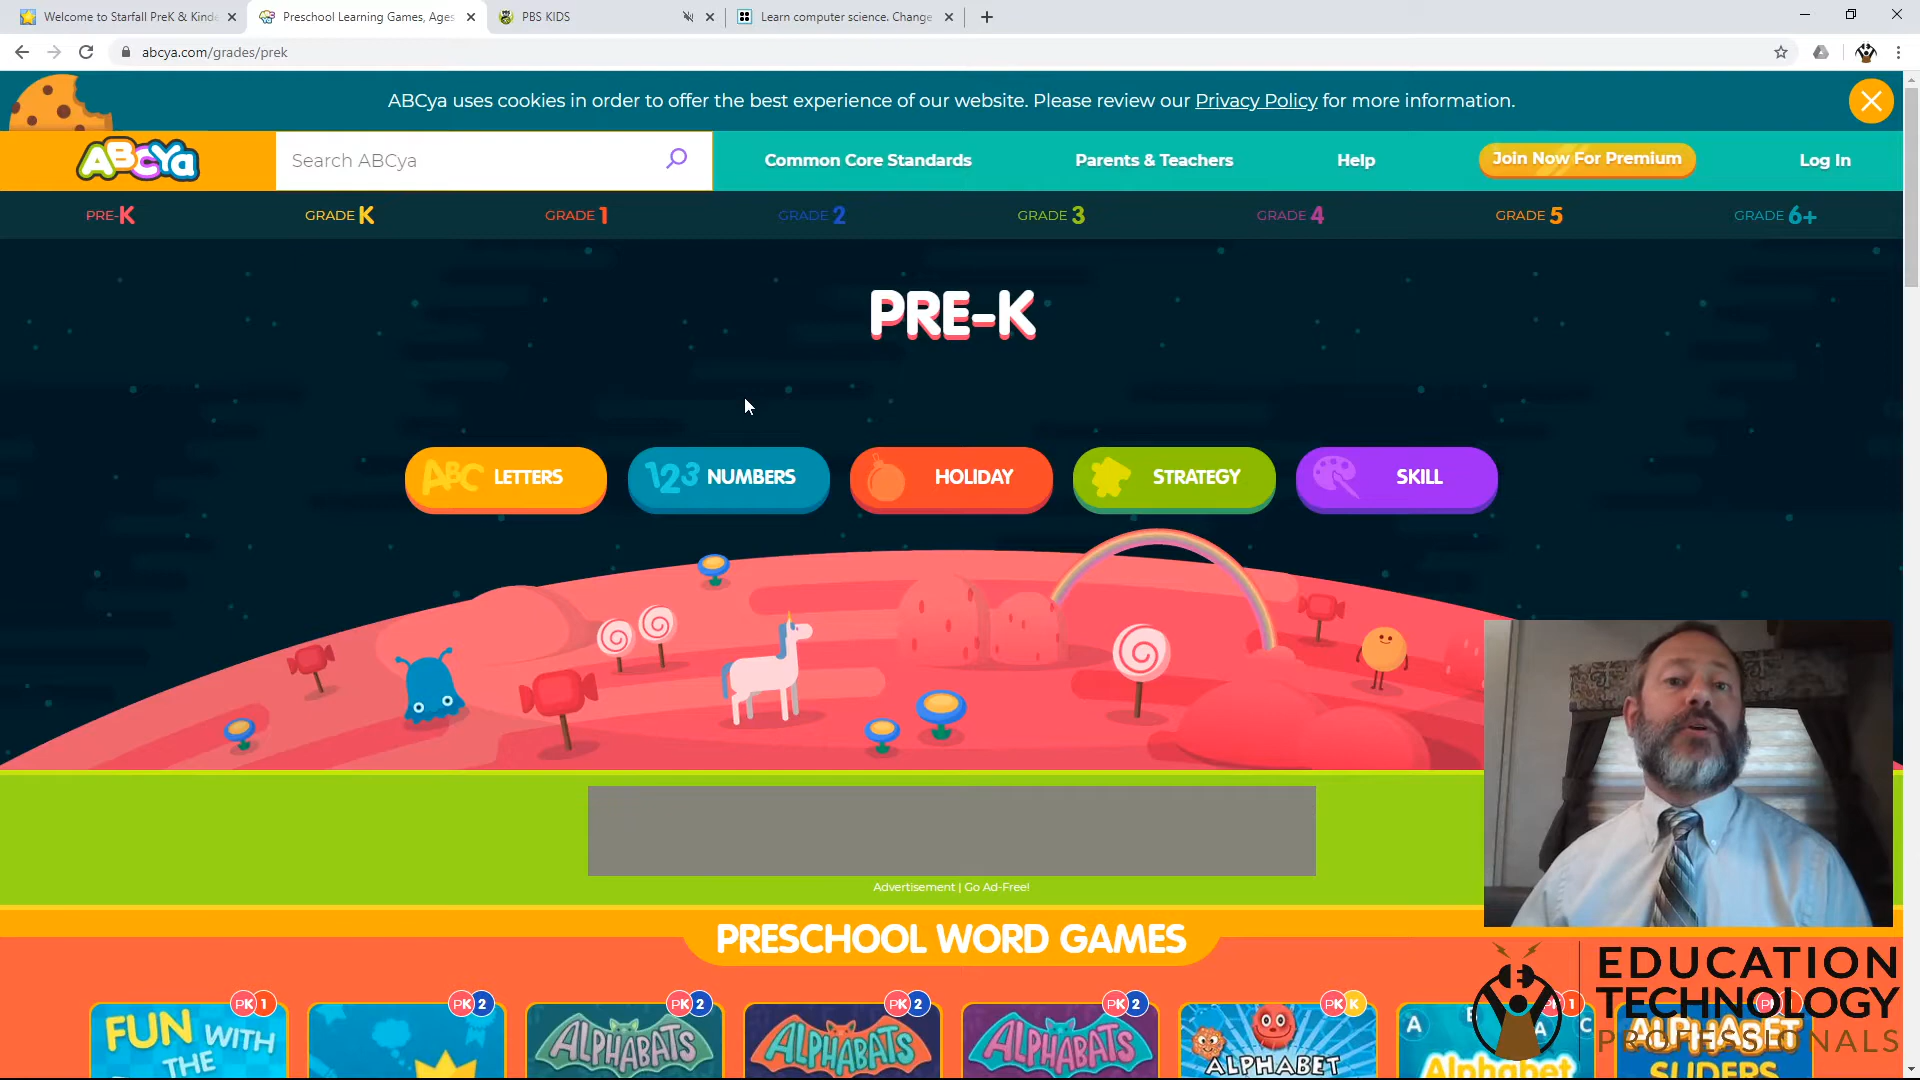 Welcome to Starfall PreK & Kinde
Preschool Learning Games, Ages
PBS KIDS
Learn computer science. Change
abcya.com/grades/prek
ABCya uses cookies in order to offer the best experience of our website. Please review our Privacy Policy for more information.
ABCYa
Search ABCya
Common Core Standards
Parents & Teachers
Help
Join Now For Premium
Log In
PRE-K
GRADE K
GRADE 1
GRADE 2
GRADE 3
GRADE 4
GRADE 5
GRADE 6+
PRE-K
ABC LETTERS
123 NUMBERS
HOLIDAY
STRATEGY
SKILL
Advertisement | Go Ad-Free!
PRESCHOOL WORD GAMES
PK 1
PK 2
PK 2
PK 2
PK 2
PK K
FUN WITH
THE
ALPHABATS
ALPHABATS
ALPHABATS
ALPHABET
A
A
C
Alphabet
ALPHABET
SLIDERS
EDUCATION
TECHNOLOGY
PROFESSIONALS